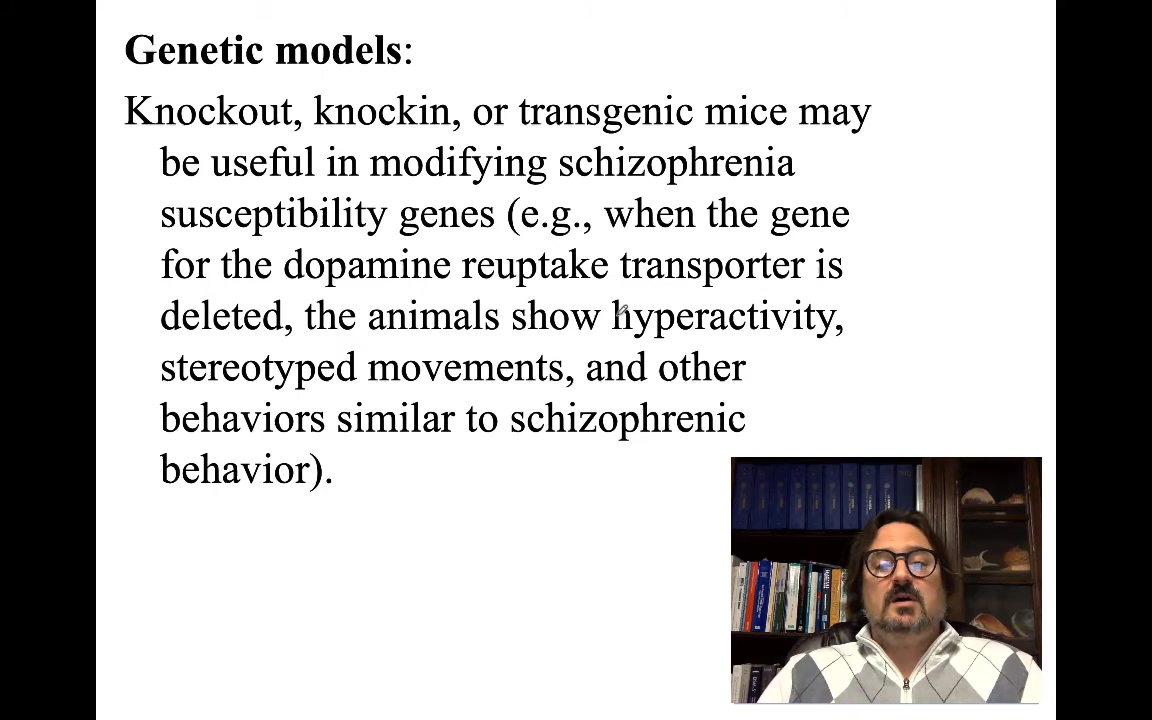 Genetic models:
Knockout, knockin, or transgenic mice may
be useful in modifying schizophrenia
susceptibility genes (e.g., when the gene
for the dopamine reuptake transporter is
deleted, the animals show hyperactivity,
stereotyped movements, and other
behaviors similar to schizophrenic
behavior).